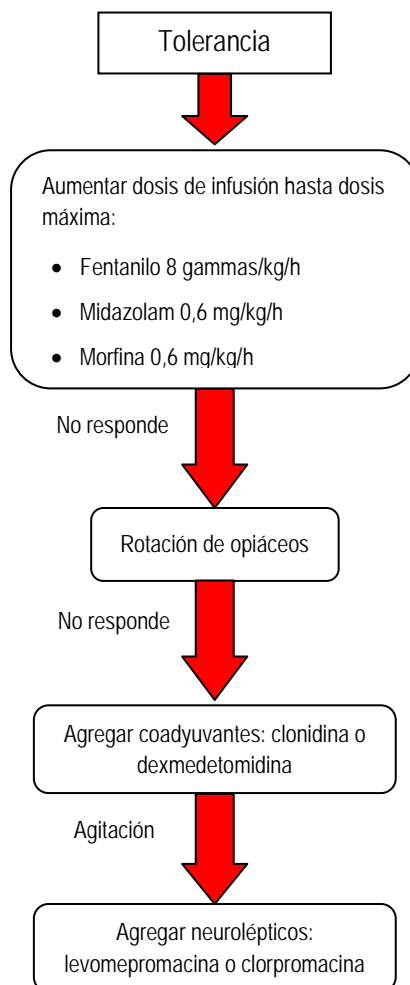 Tolerancia
Aumentar dosis de infusión hasta dosis
máxima:
• Fentanilo 8 gammas/kg/h
• Midazolam 0,6 mg/kg/h
• Morfina 0,6 mg/kg/h
No responde
Rotación de opiáceos
No responde
Agregar coadyuvantes: clonidina o
dexmedetomidina
Agitación
Agregar neurolépticos:
levomepromacina o clorpromacina